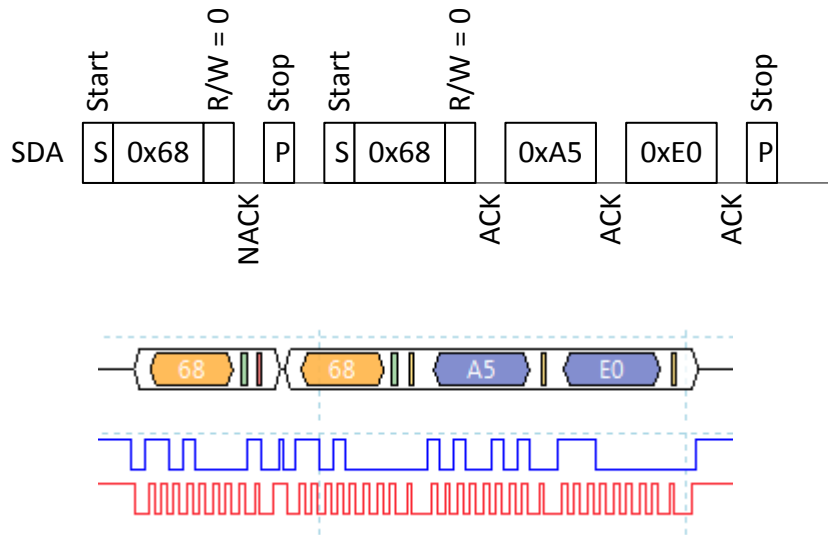 Start R/W = 0 Stop Start R/W = 0 Stop
SDA S 0x68 P S 0x68 0xA5 0xE0 P
NACK ACK ACK ACK
68 68 A5 E0